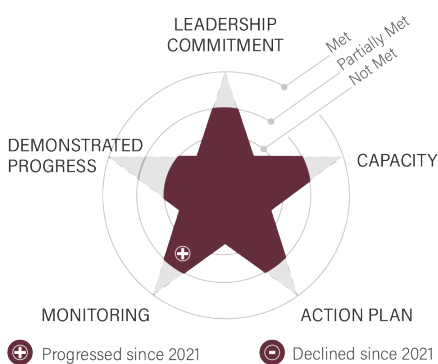 LEADERSHIP
COMMITMENT
Met
Partially Met
Not Met
DEMONSTRATED
PROGRESS
CAPACITY
MONITORING
ACTION PLAN
Progressed since 2021
Declined since 2021